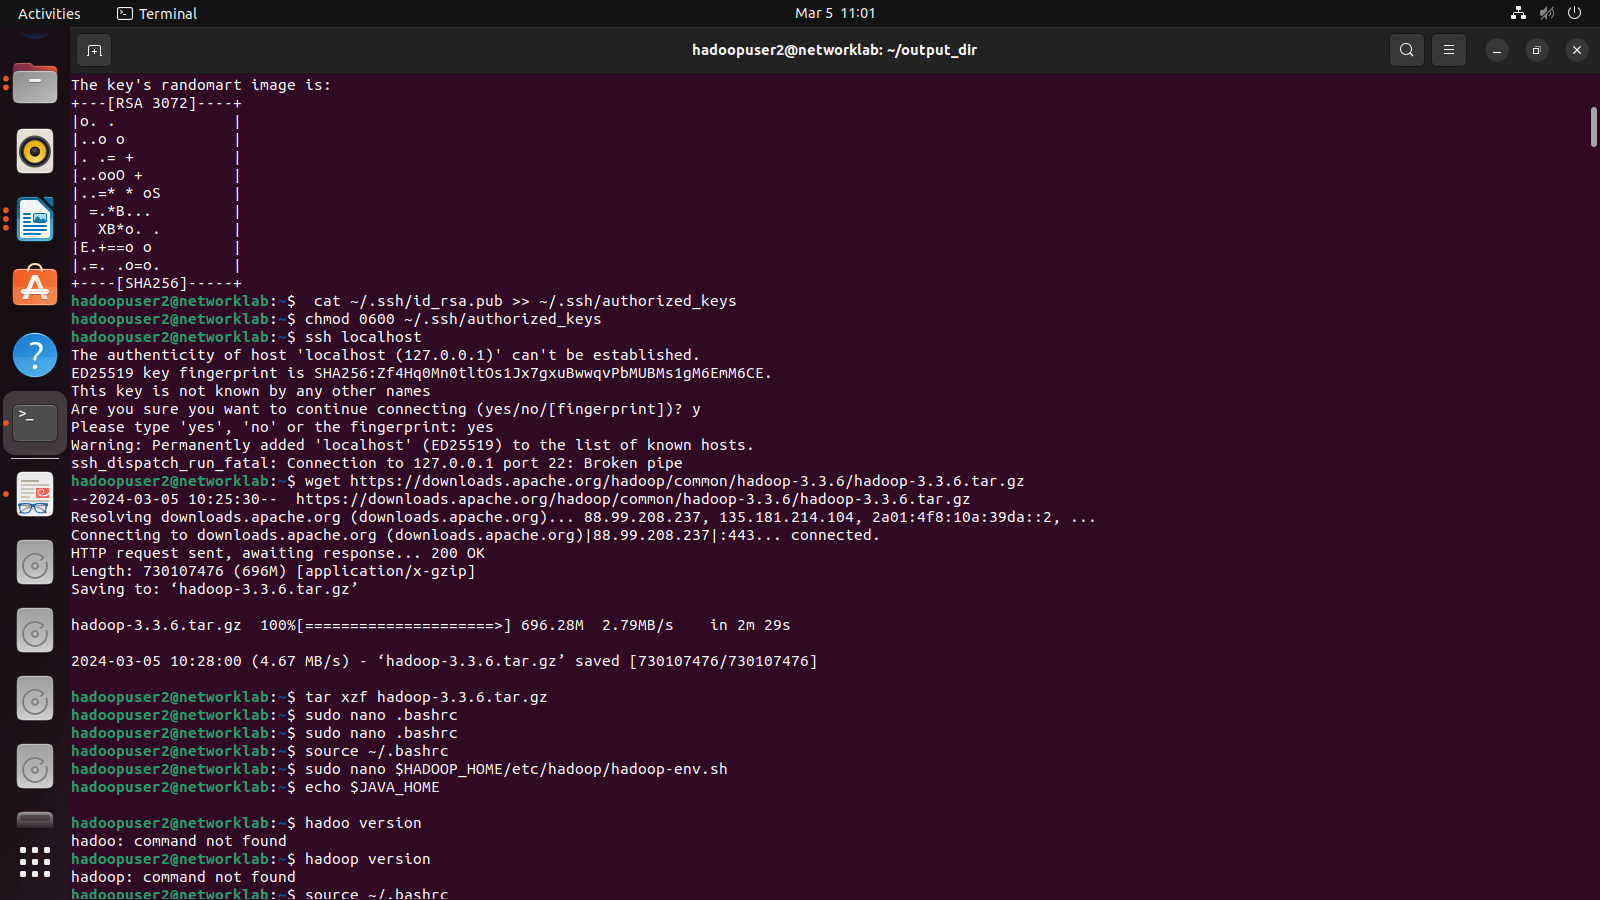 Activities
Terminal
Mar 5 11:01
hadoopuser2@networklab: ~/output_dir
The key's randomart image is:
+---[RSA 3072]----+
|o. .             |
|..o o            |
|. .= +           |
|..ooO +          |
|..=* * oS        |
| =.*B...         |
|  XB*o. .        |
|E.+==o o         |
|.=. .o=o.        |
+----[SHA256]-----+
hadoopuser2@networklab:~$  cat ~/.ssh/id_rsa.pub >> ~/.ssh/authorized_keys
hadoopuser2@networklab:~$ chmod 0600 ~/.ssh/authorized_keys
hadoopuser2@networklab:~$ ssh localhost
The authenticity of host 'localhost (127.0.0.1)' can't be established.
ED25519 key fingerprint is SHA256:Zf4Hq0Mn0tltOs1Jx7gxuBwwqvPbMUBMs1gM6EmM6CE.
This key is not known by any other names
Are you sure you want to continue connecting (yes/no/[fingerprint])? y
Please type 'yes', 'no' or the fingerprint: yes
Warning: Permanently added 'localhost' (ED25519) to the list of known hosts.
ssh_dispatch_run_fatal: Connection to 127.0.0.1 port 22: Broken pipe
hadoopuser2@networklab:~$ wget https://downloads.apache.org/hadoop/common/hadoop-3.3.6/hadoop-3.3.6.tar.gz
--2024-03-05 10:25:30--  https://downloads.apache.org/hadoop/common/hadoop-3.3.6/hadoop-3.3.6.tar.gz
Resolving downloads.apache.org (downloads.apache.org)... 88.99.208.237, 135.181.214.104, 2a01:4f8:10a:39da::2, ...
Connecting to downloads.apache.org (downloads.apache.org)|88.99.208.237|:443... connected.
HTTP request sent, awaiting response... 200 OK
Length: 730107476 (696M) [application/x-gzip]
Saving to: ‘hadoop-3.3.6.tar.gz’
hadoop-3.3.6.tar.gz  100%[=====================>] 696.28M  2.79MB/s    in 2m 29s
2024-03-05 10:28:00 (4.67 MB/s) - ‘hadoop-3.3.6.tar.gz’ saved [730107476/730107476]
hadoopuser2@networklab:~$ tar xzf hadoop-3.3.6.tar.gz
hadoopuser2@networklab:~$ sudo nano .bashrc
hadoopuser2@networklab:~$ sudo nano .bashrc
hadoopuser2@networklab:~$ source ~/.bashrc
hadoopuser2@networklab:~$ sudo nano $HADOOP_HOME/etc/hadoop/hadoop-env.sh
hadoopuser2@networklab:~$ echo $JAVA_HOME
hadoopuser2@networklab:~$ hadoo version
hadoo: command not found
hadoopuser2@networklab:~$ hadoop version
hadoop: command not found
hadoopuser2@networklab:~$ source ~/.bashrc